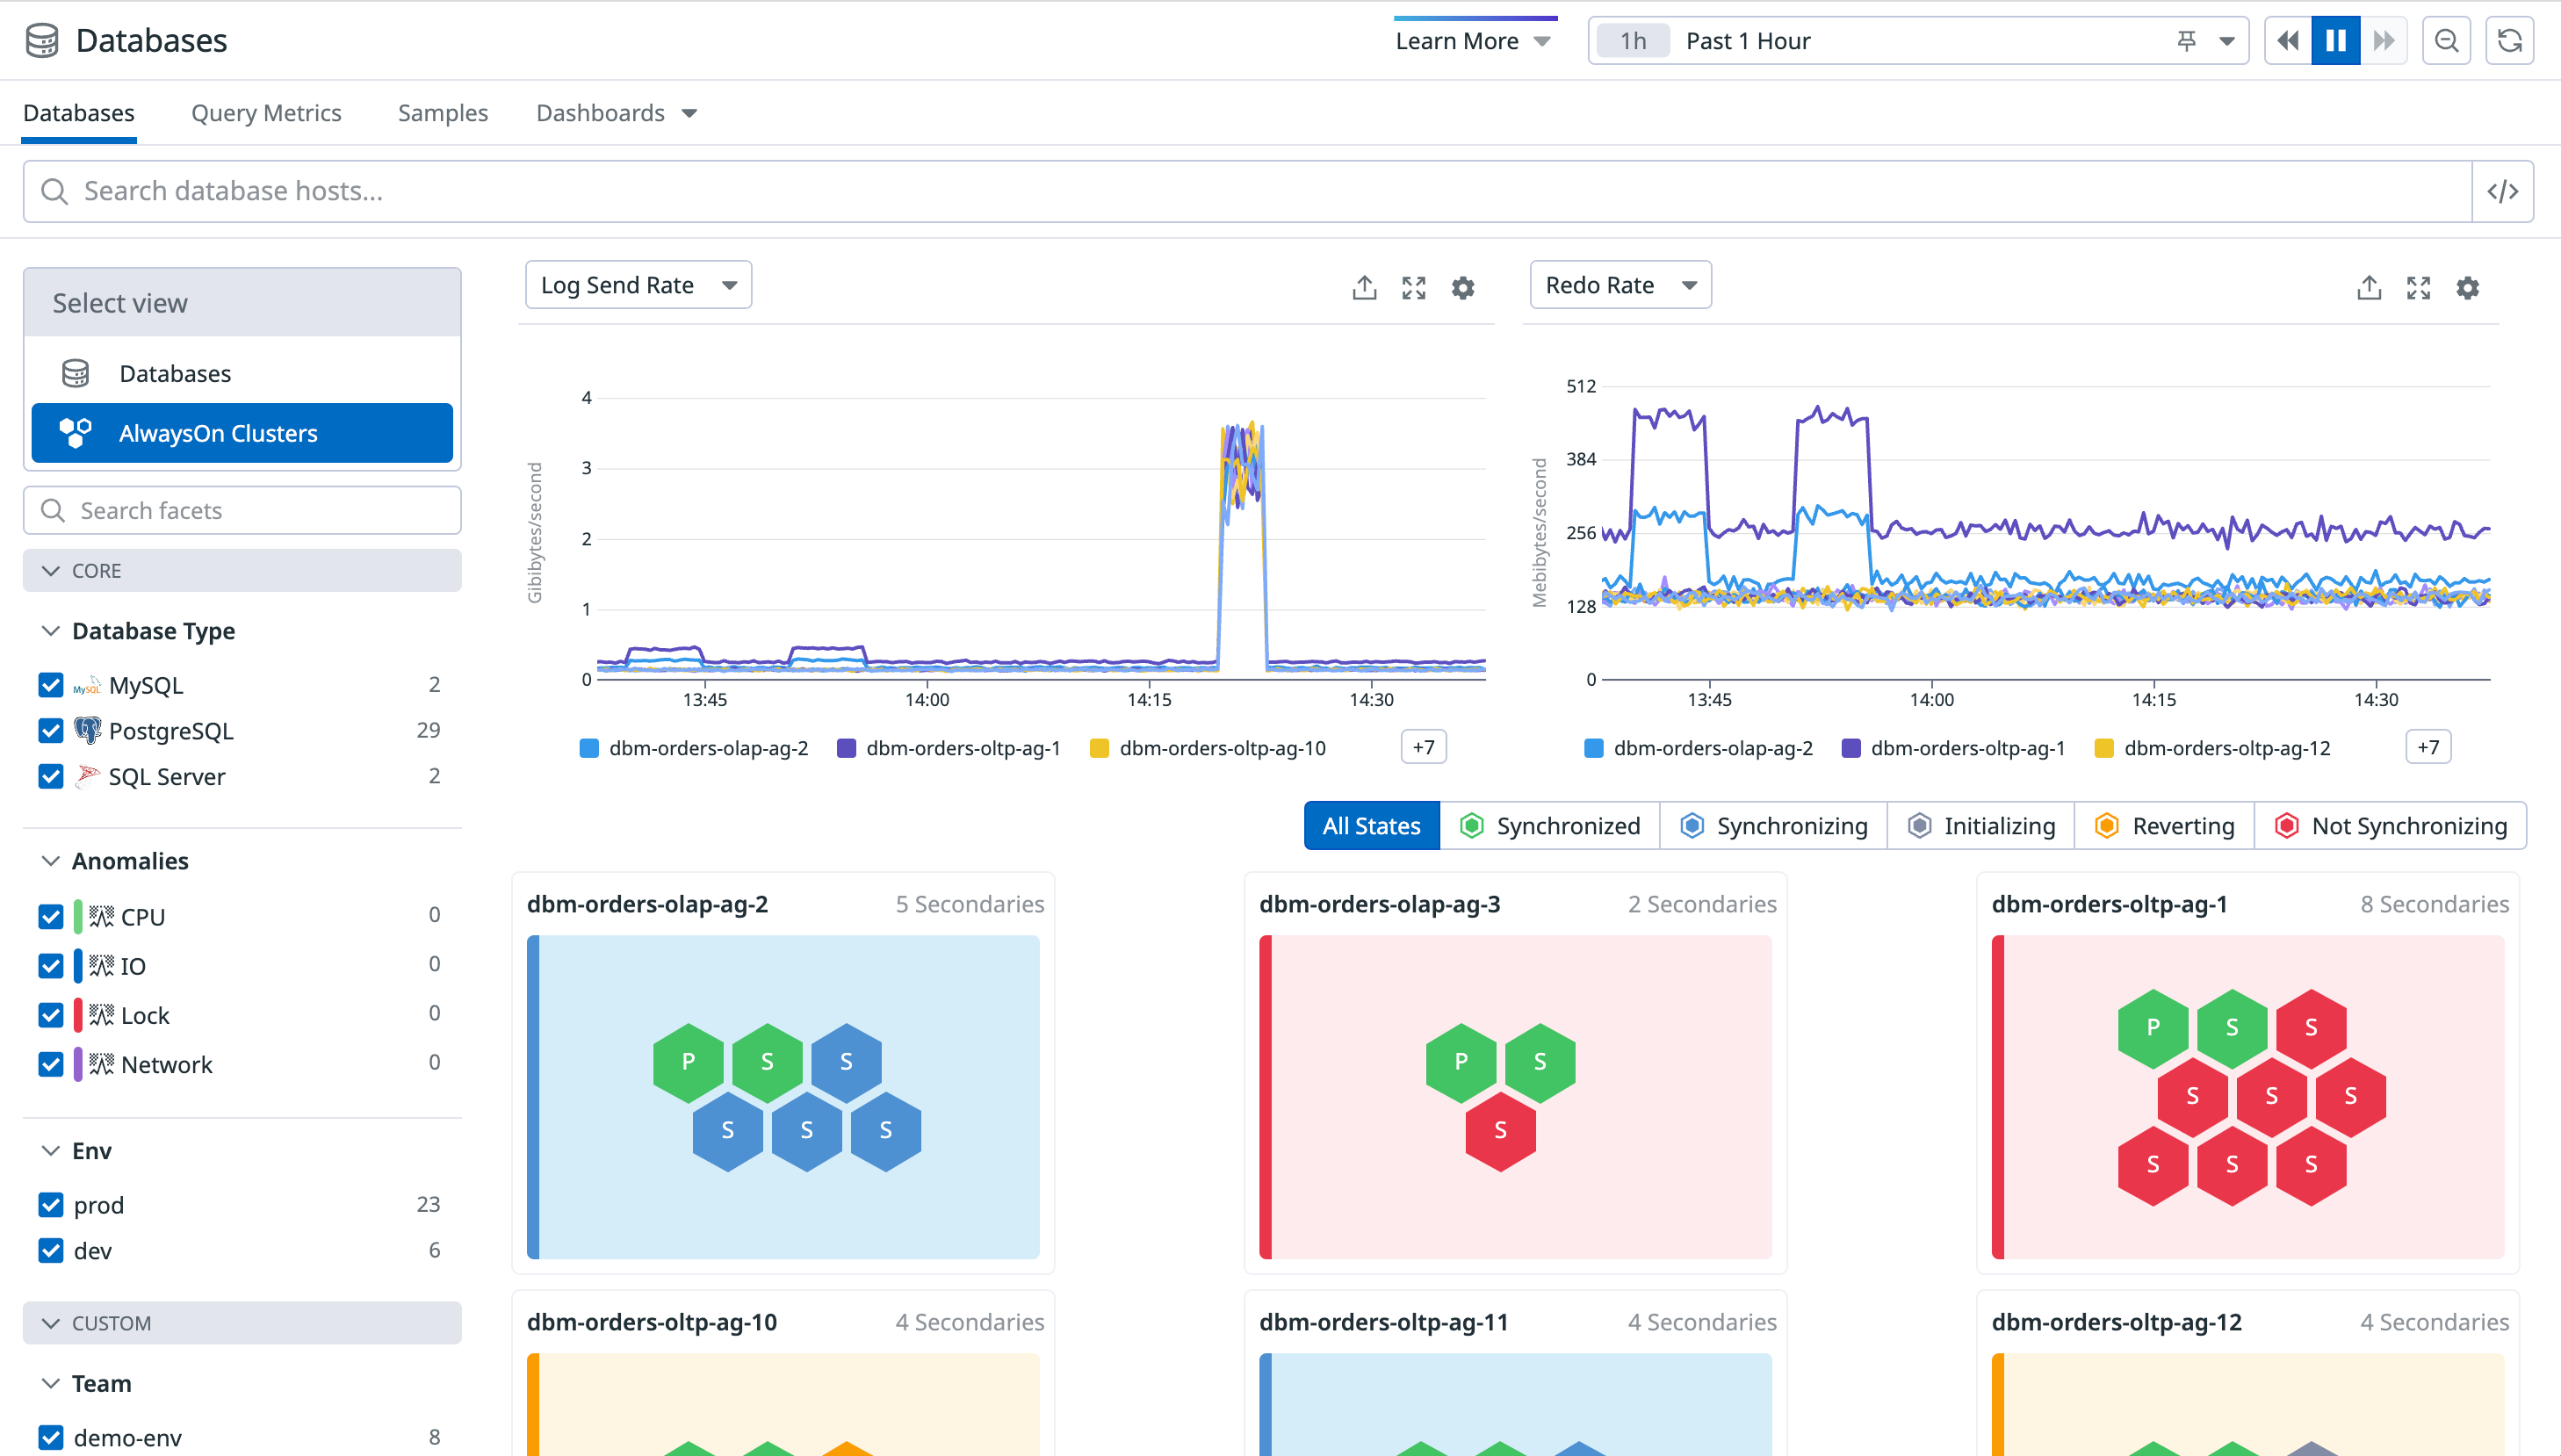 Databases
Learn More
1h Past 1 Hour
Databases Query Metrics Samples Dashboards
Search database hosts...
</>
Select view
Databases
AlwaysOn Clusters
Search facets
CORE
Database Type
MySQL MySQL 2
PostgreSQL 29
SQL Server 2
Anomalies
CPU 0
IO 0
Lock 0
Network 0
Env
prod 23
dev 6
CUSTOM
Team
demo-env 8
Log Send Rate
Gibibytes/second
4
3
2
1
0
13:45 14:00 14:15 14:30
dbm-orders-olap-ag-2 dbm-orders-oltp-ag-1 dbm-orders-oltp-ag-10 +7
Redo Rate
Mebibytes/second
512
384
256
128
0
13:45 14:00 14:15 14:30
dbm-orders-olap-ag-2 dbm-orders-oltp-ag-1 dbm-orders-oltp-ag-12 +7
All States Synchronized Synchronizing Initializing Reverting Not Synchronizing
dbm-orders-olap-ag-2 5 Secondaries
P S S
S S S
dbm-orders-olap-ag-3 2 Secondaries
P S
S
dbm-orders-oltp-ag-1 8 Secondaries
P S S
S S S
S S S
dbm-orders-oltp-ag-10 4 Secondaries
dbm-orders-oltp-ag-11 4 Secondaries
dbm-orders-oltp-ag-12 4 Secondaries